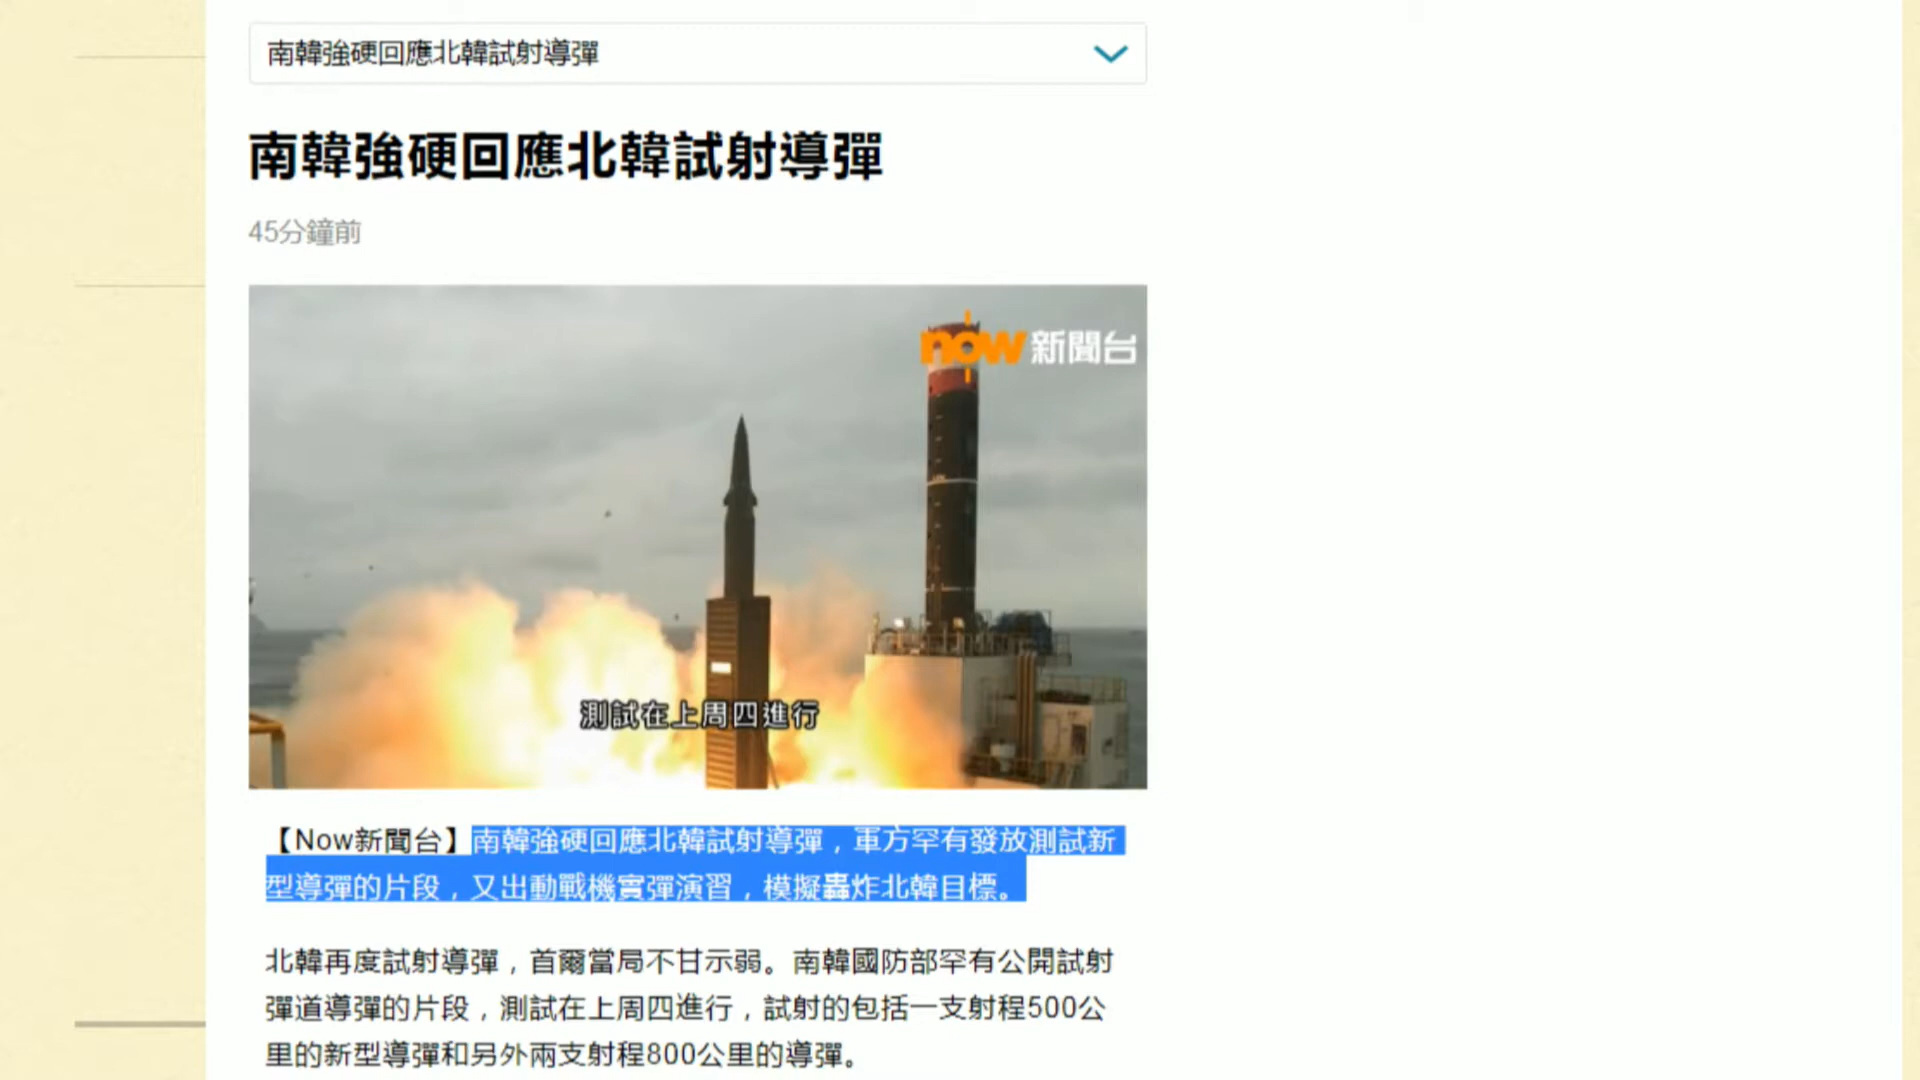 南韓強硬回應北韓試射導彈
南韓強硬回應北韓試射導彈
45分鐘前
now新聞台
測試在上周四進行
【Now新聞台】南韓強硬回應北韓試射導彈，軍方罕有發放測試新
型導彈的片段，又出動戰機實彈演習，模擬轟炸北韓目標。
北韓再度試射導彈，首爾當局不甘示弱。南韓國防部罕有公開試射
彈道導彈的片段，測試在上周四進行，試射的包括一支射程500公
里的新型導彈和另外兩支射程800公里的導彈。